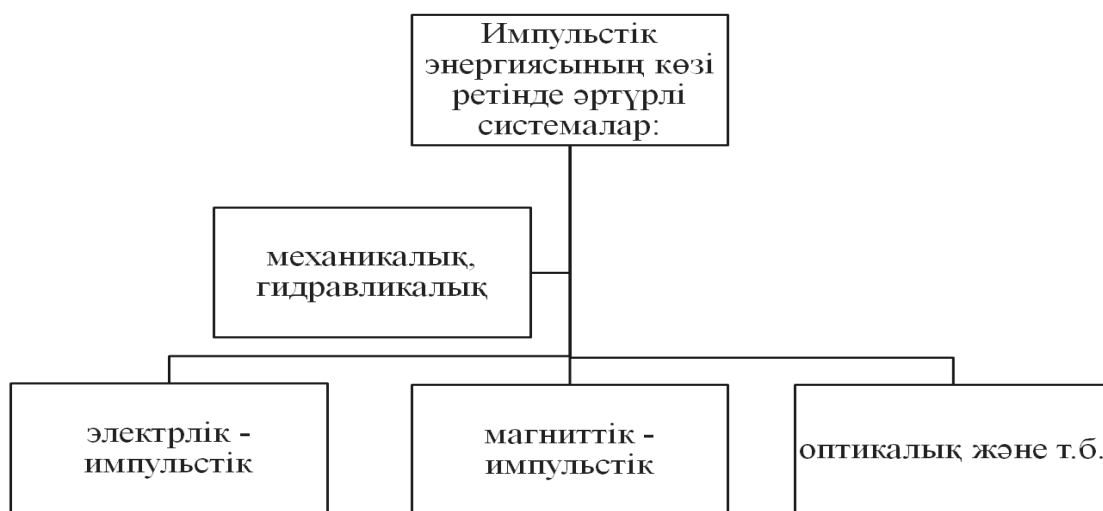 Импульстік
энергиясының көзі
ретінде әртүрлі
системалар:
механикалық,
гидравликалық
электрлік -
импульстік
магниттік -
импульстік
оптикалық және т.б.